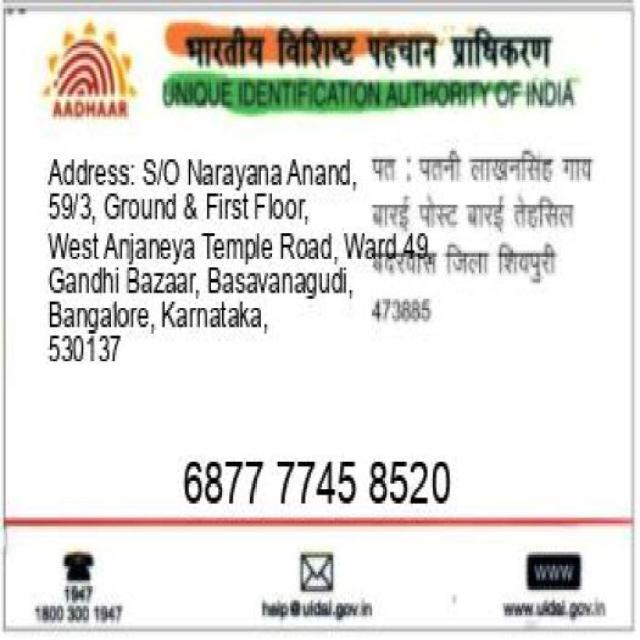 भारतीय विशिष्ट पहचान प्राधिकरण
AADHAAR
UNIQUE IDENTIFICATION AUTHORITY OF INDIA
Address: S/O Narayana Anand,
59/3, Ground & First Floor,
West Anjaneya Temple Road, Ward 49,
Gandhi Bazaar, Basavanagudi,
Bangalore, Karnataka,
530137
पत : पतनी लाखनसिंह गाव
बारई पोस्ट बारई तेहसिल
बदरवास जिला शिवपुरी
473885
6877 7745 8520
1947
1800 300 1947
help@uidai.gov.in
WWW
www.uidai.gov.in